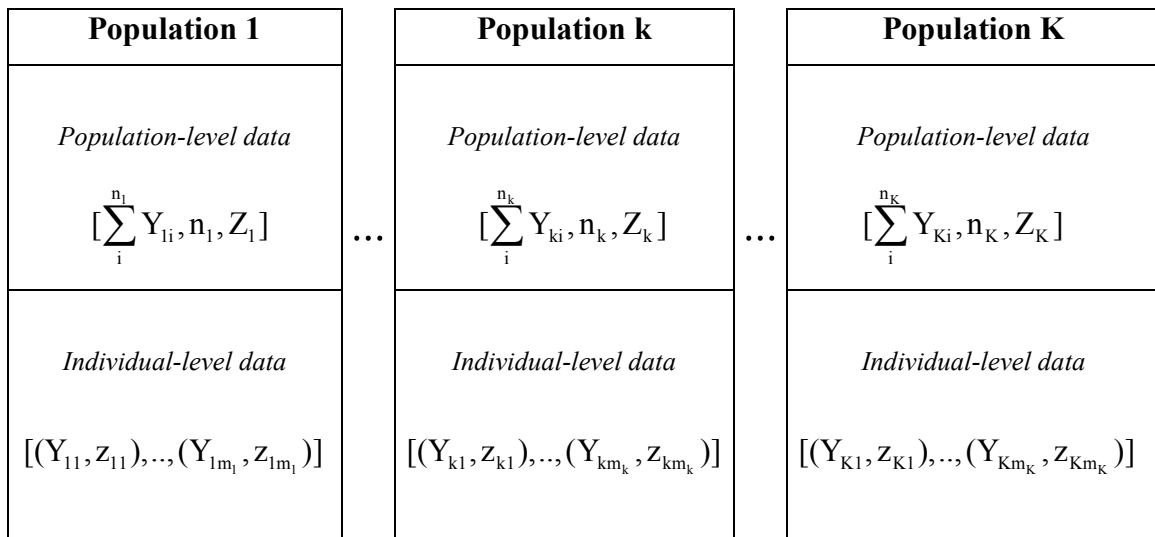 Population 1
Population-level data
[∑_{i}^{n_1} Y_{1i}, n_1, Z_1]
Individual-level data
[(Y_{11}, z_{11}),..,(Y_{1m_1}, z_{1m_1})]
...
Population k
Population-level data
[∑_{i}^{n_k} Y_{ki}, n_k, Z_k]
Individual-level data
[(Y_{k1}, z_{k1}),..,(Y_{km_k}, z_{km_k})]
...
Population K
Population-level data
[∑_{i}^{n_K} Y_{Ki}, n_K, Z_K]
Individual-level data
[(Y_{K1}, z_{K1}),..,(Y_{Km_K}, z_{Km_K})]